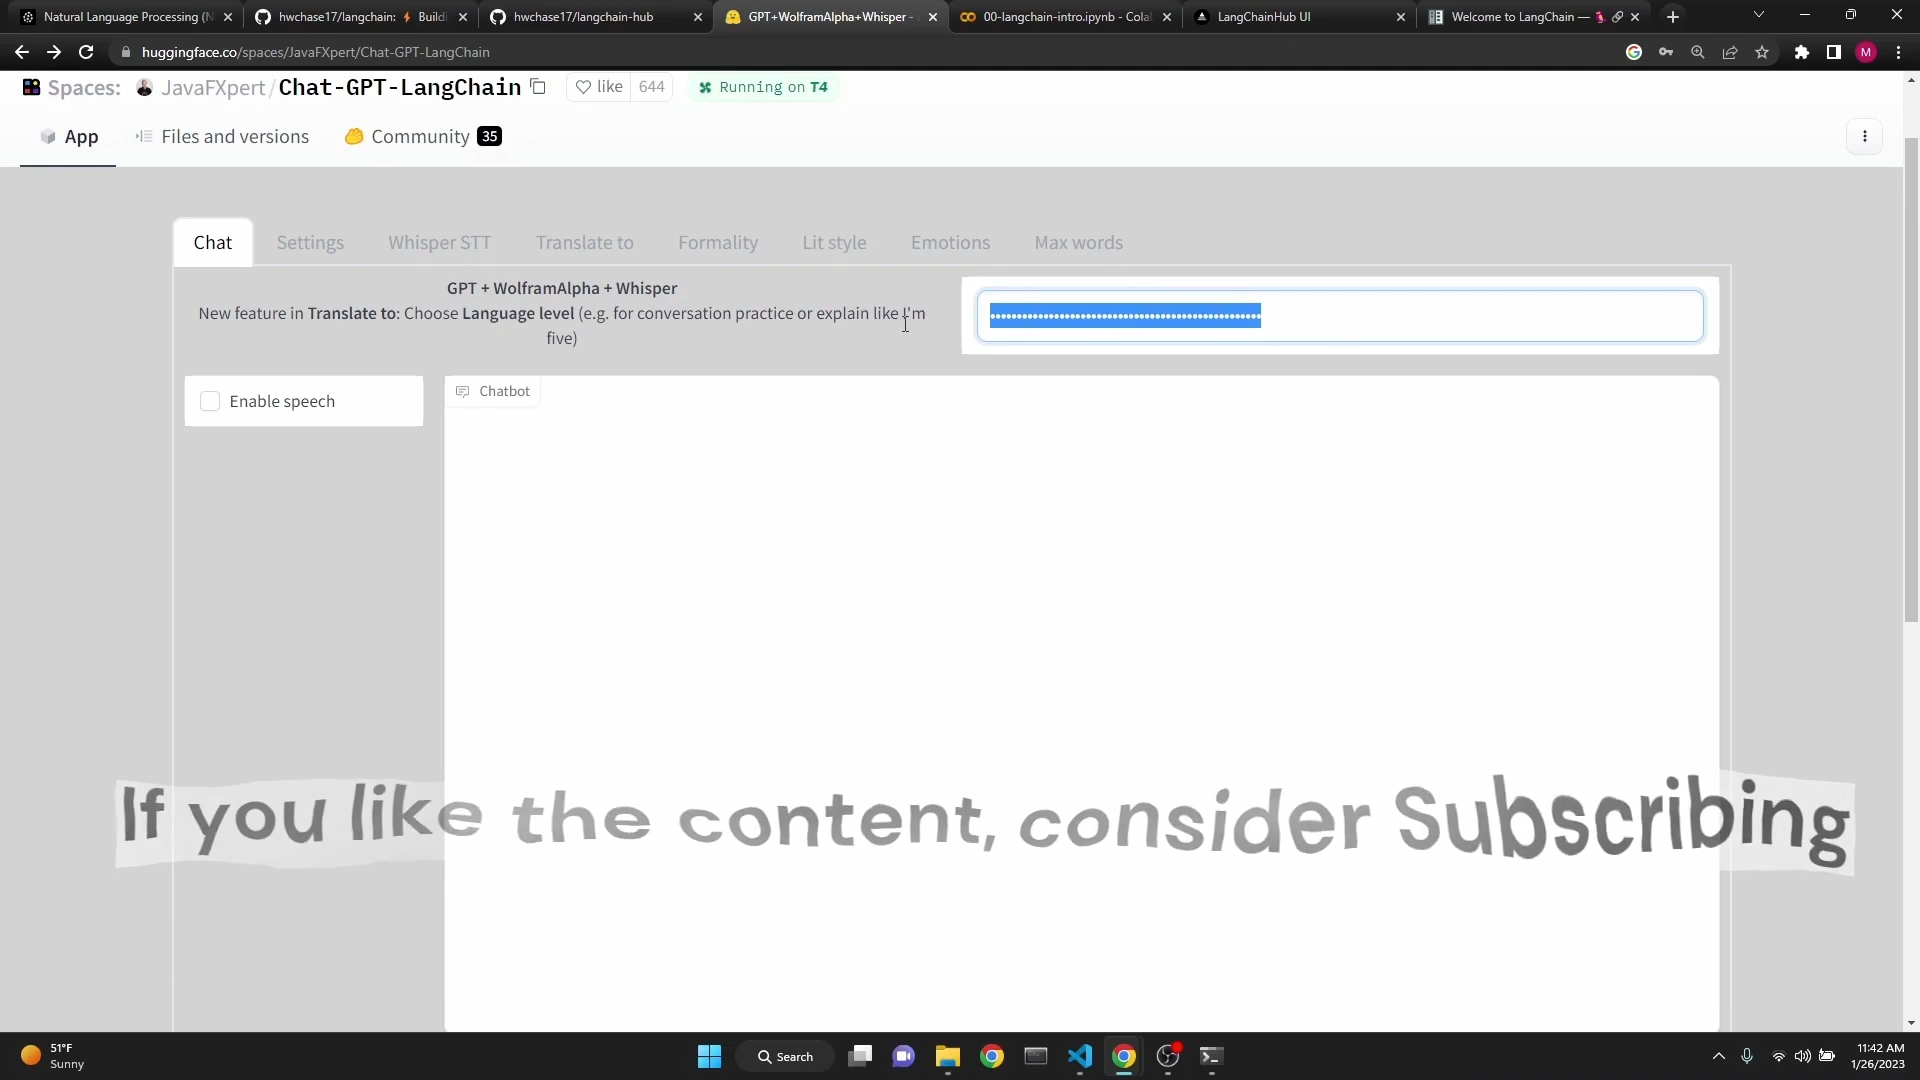 Natural Language Processing (N
hwchase17/langchain: ⚡ Buildi
hwchase17/langchain-hub
GPT+WolframAlpha+Whisper - a
00-langchain-intro.ipynb - Colab
LangChainHub UI
Welcome to LangChain — 🦜🔗
huggingface.co/spaces/JavaFXpert/Chat-GPT-LangChain
M
Spaces: JavaFXpert/Chat-GPT-LangChain
like 644
Running on T4
App
Files and versions
Community 35
Chat
Settings
Whisper STT
Translate to
Formality
Lit style
Emotions
Max words
GPT + WolframAlpha + Whisper
New feature in Translate to: Choose Language level (e.g. for conversation practice or explain like I'm
five)
Enable speech
Chatbot
If you like the content, consider Subscribing
51°F
Sunny
Search
11:42 AM
1/26/2023